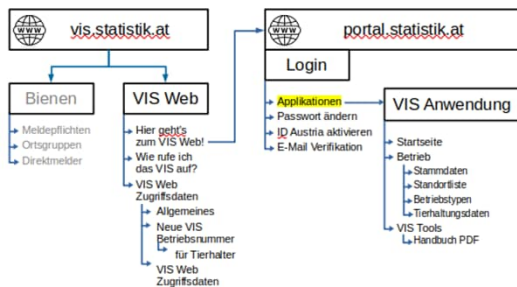 WWW vis.statistik.at
Bienen
Meldepflichten
Ortsgruppen
Direktmelder
VIS Web
Hier geht's
zum VIS Web!
Wie rufe ich
das VIS auf?
VIS Web
Zugriffsdaten
Allgemeines
Neue VIS
Betriebsnummer
für Tierhalter
VIS Web
Zugriffsdaten
WWW portal.statistik.at
Login
Applikationen
Passwort ändern
ID Austria aktivieren
E-Mail Verifikation
VIS Anwendung
Startseite
Betrieb
Stammdaten
Standortliste
Betriebstypen
Tierhaltungsdaten
VIS Tools
Handbuch PDF